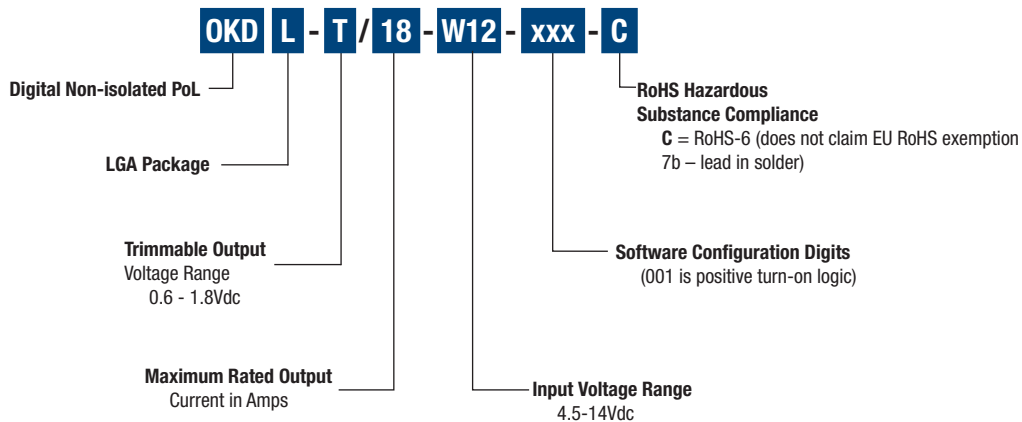 OKD L - T / 18 - W12 - xxx - C
Digital Non-isolated PoL
RoHS Hazardous
Substance Compliance
C = RoHS-6 (does not claim EU RoHS exemption
7b – lead in solder)
LGA Package
Trimmable Output
Voltage Range
0.6 - 1.8Vdc
Software Configuration Digits
(001 is positive turn-on logic)
Maximum Rated Output
Current in Amps
Input Voltage Range
4.5-14Vdc